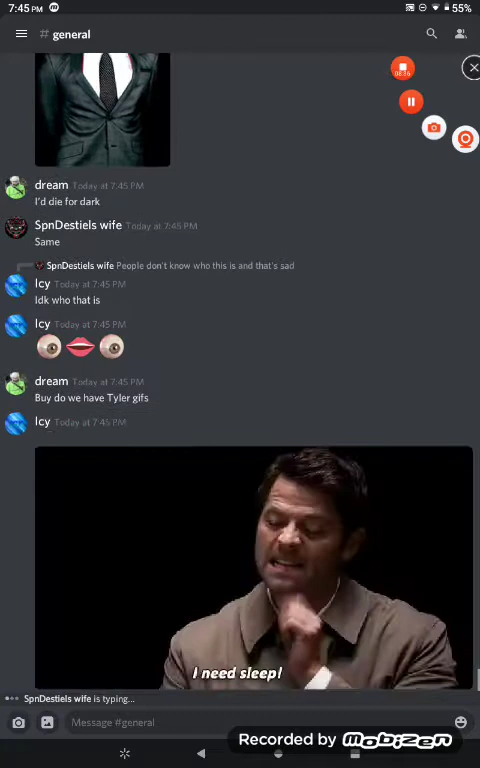 7:45 PM
55%
# general
08:36
dream Today at 7:45 PM
I'd die for dark
SpnDestiels wife Today at 7:45 PM
Same
SpnDestiels wife People don't know who this is and that's sad
Icy Today at 7:45 PM
Idk who that is
Icy Today at 7:45 PM
dream Today at 7:45 PM
Buy do we have Tyler gifs
Icy Today at 7:45 PM
I need sleep!
SpnDestiels wife is typing...
Message #general
Recorded by mobizen